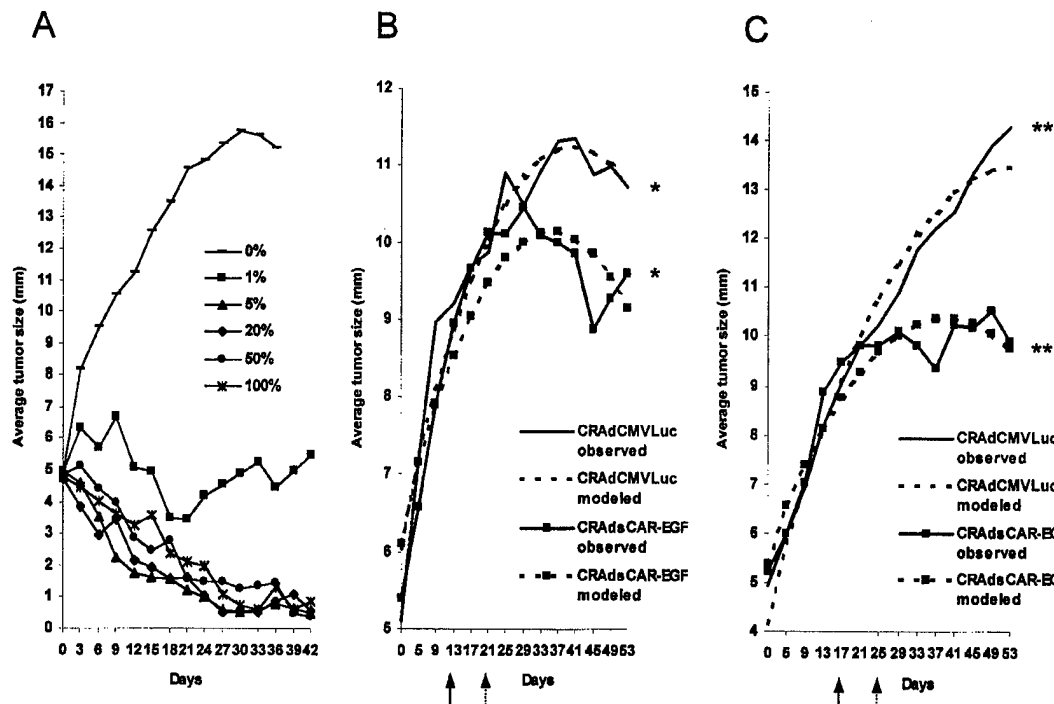 A
B
C
Average tumor size (mm)
17
16
15
14
13
12
11
10
9
8
7
6
5
4
3
2
1
0
0%
1%
5%
20%
50%
100%
0 3 6 9 12 15 18 21 24 27 30 33 36 39 42
Days
Average tumor size (mm)
12
11
10
9
8
7
6
5
*
*
CRAdCMVLuc
observed
CRAdCMVLuc
modeled
CRAdsCAR-EGF
observed
CRAdsCAR-EGF
modeled
0 5 9 13 17 21 25 29 33 37 41 45 49 53
Days
Average tumor size (mm)
15
14
13
12
11
10
9
8
7
6
5
4
**
**
CRAdCMVLuc
observed
CRAdCMVLuc
modeled
CRAdsCAR-EG
observed
CRAdsCAR-EG
modeled
0 5 9 13 17 21 25 29 33 37 41 45 49 53
Days